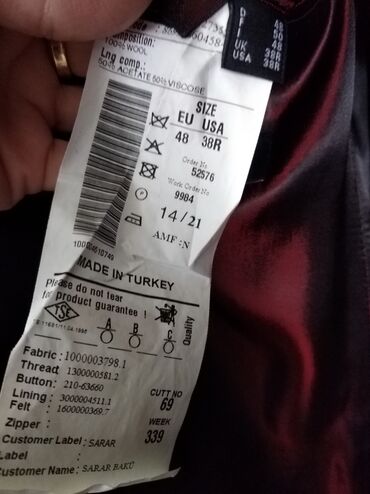 D 48
F 50
UK 48
USA 38R
Composition:
100% WOOL
Lnq comp.:
50% ACETATE 50% VISCOSE
SIZE
EU USA
48 38R
Order No
52576
Work Order No
9984
14/21
AMF :N
MADE IN TURKEY
Please do not tear
for product guarantee !
TSE
A B C
Quality
Fabric: 1000003798.1
Thread: 1300000581.2
Button: 210-63660
Lining : 3000004511.1
Felt : 1600000369.7
Zipper :
CUTT NO
69
WEEK
339
Customer Label : SARAR
Label :
Customer Name : SARAR BAKU